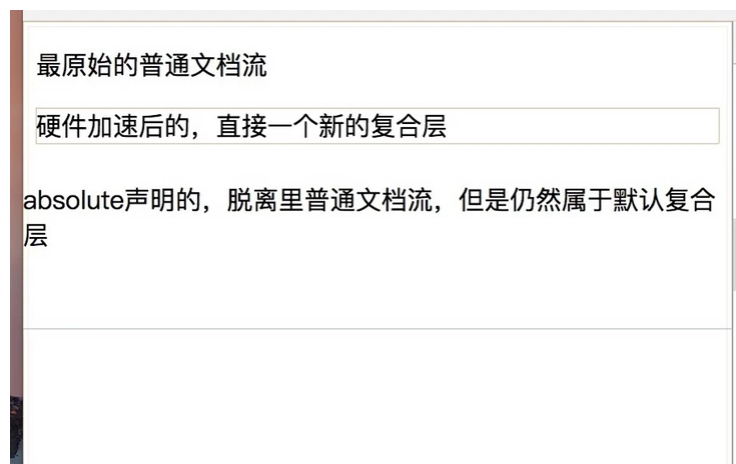 最原始的普通文档流
硬件加速后的，直接一个新的复合层
absolute声明的，脱离里普通文档流，但是仍然属于默认复合
层